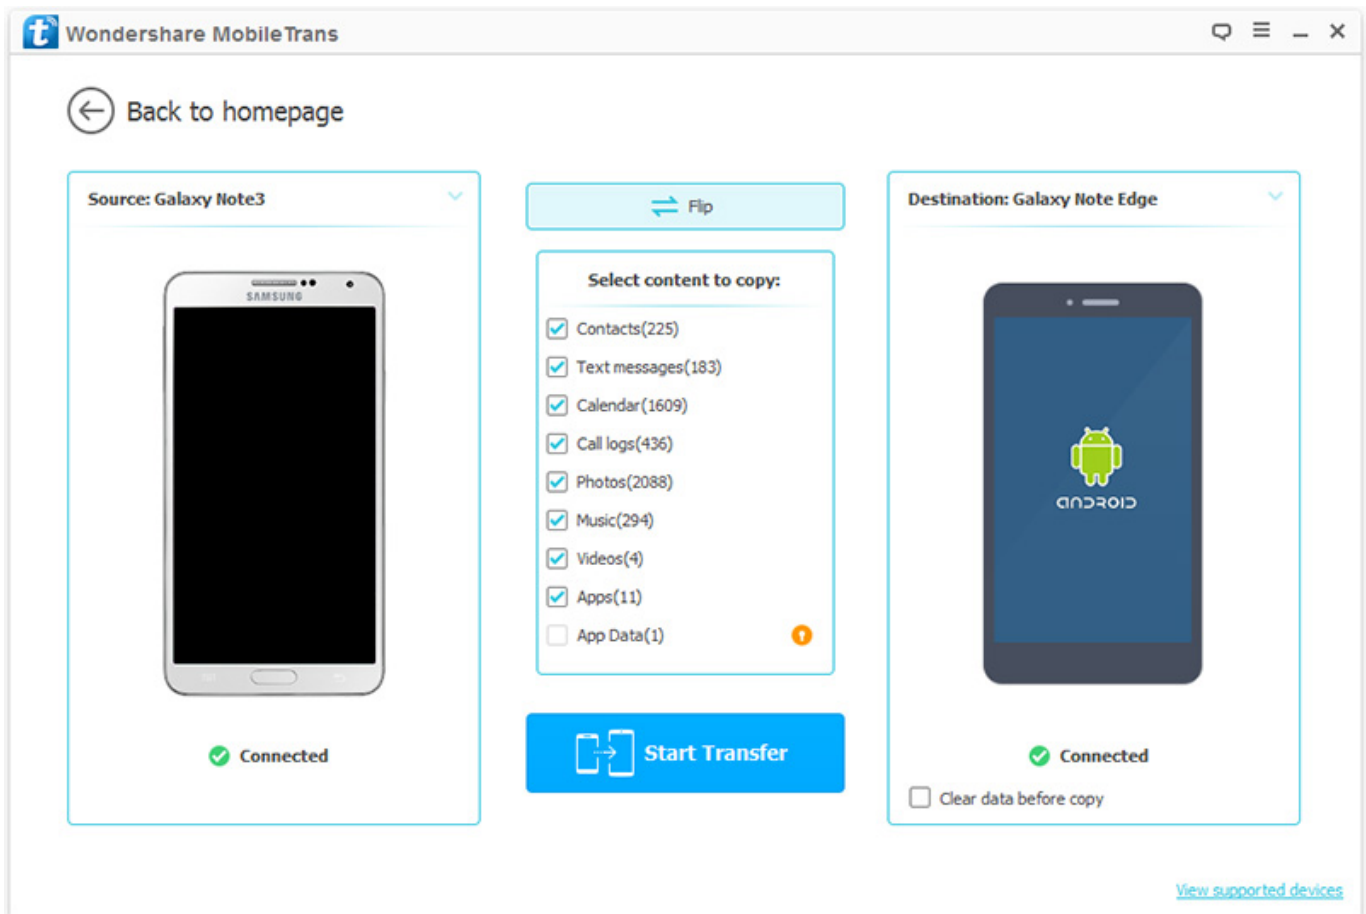 Wondershare MobileTrans
Back to homepage
Source: Galaxy Note3
SAMSUNG
Connected
Flip
Select content to copy:
Contacts(225)
Text messages(183)
Calendar(1609)
Call logs(436)
Photos(2088)
Music(294)
Videos(4)
Apps(11)
App Data(1)
Start Transfer
Destination: Galaxy Note Edge
ANDROID
Connected
Clear data before copy
View supported devices